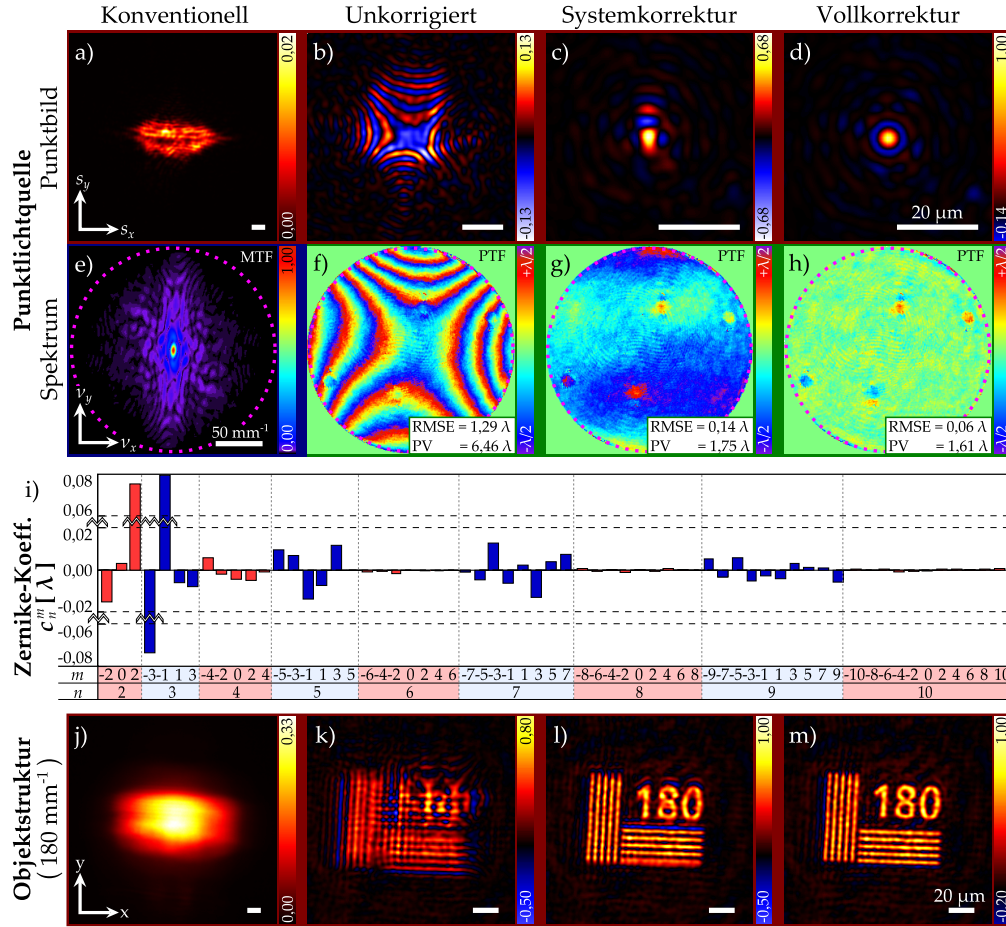 Konventionell Unkorrigiert Systemkorrektur Vollkorrektur
Punktlichtquelle
Punktbild
a) 0,02 0,00 s_y s_x
b) 0,13 -0,13
c) 0,68 -0,68
d) 1,00 -0,14 20 µm
Spektrum
e) MTF 1,00 0,00 ν_y ν_x 50 mm⁻¹
f) PTF +λ/2 -λ/2
RMSE = 1,29 λ
PV = 6,46 λ
g) PTF +λ/2 -λ/2
RMSE = 0,14 λ
PV = 1,75 λ
h) PTF +λ/2 -λ/2
RMSE = 0,06 λ
PV = 1,61 λ
i)
Zernike-Koeff.
c_n^m [ λ ]
0,08
0,06
0,02
0,00
-0,02
-0,06
-0,08
m -2 0 2 -3 -1 1 3 -4 -2 0 2 4 -5 -3 -1 1 3 5 -6 -4 -2 0 2 4 6 -7 -5 -3 -1 1 3 5 7 -8 -6 -4 -2 0 2 4 6 8 -9 -7 -5 -3 -1 1 3 5 7 9 -10 -8 -6 -4 -2 0 2 4 6 8 10
n 2 3 4 5 6 7 8 9 10
Objektstruktur
(180 mm⁻¹)
j) 0,33 0,00 y x
k) 0,80 -0,50
l) 180 1,00 -0,50
m) 180 1,00 -0,20 20 µm